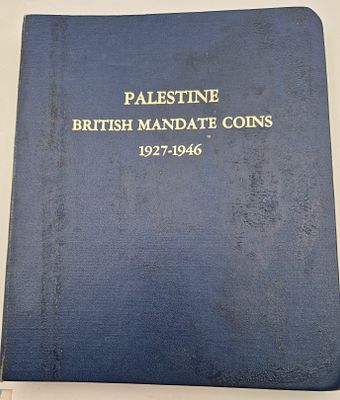 PALESTINE
BRITISH MANDATE COINS
1927-1946